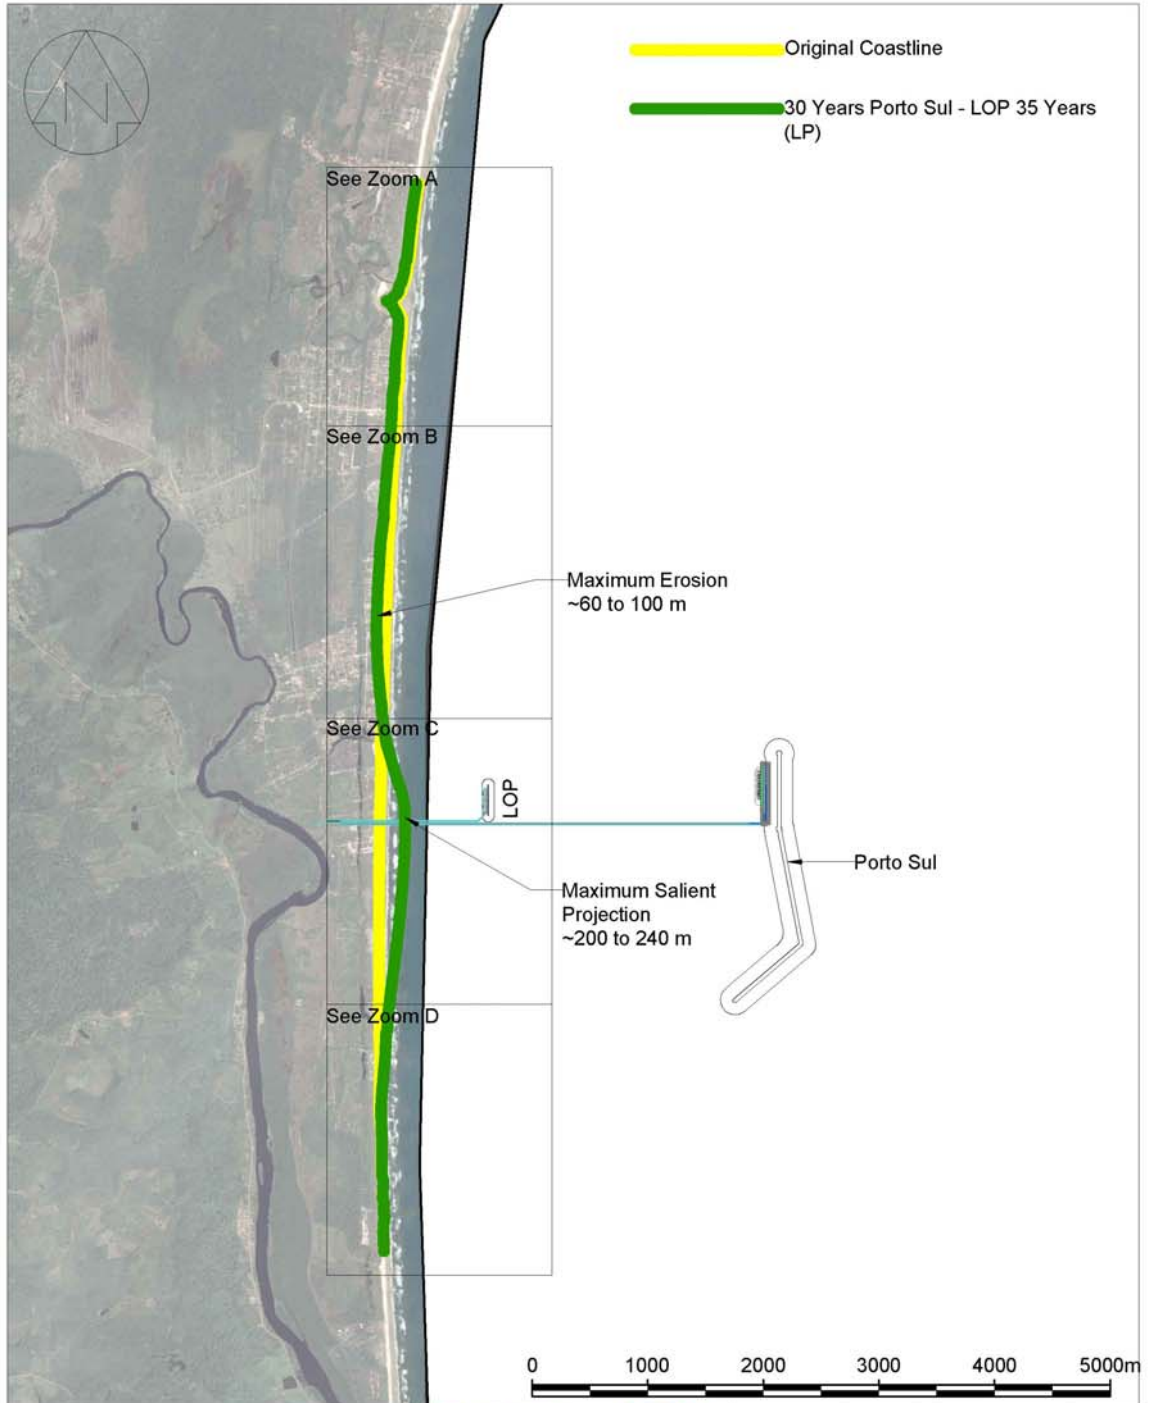 N
Original Coastline
30 Years Porto Sul - LOP 35 Years
(LP)
See Zoom A
See Zoom B
Maximum Erosion
~60 to 100 m
See Zoom C
LOP
Porto Sul
Maximum Salient
Projection
~200 to 240 m
See Zoom D
0 1000 2000 3000 4000 5000m